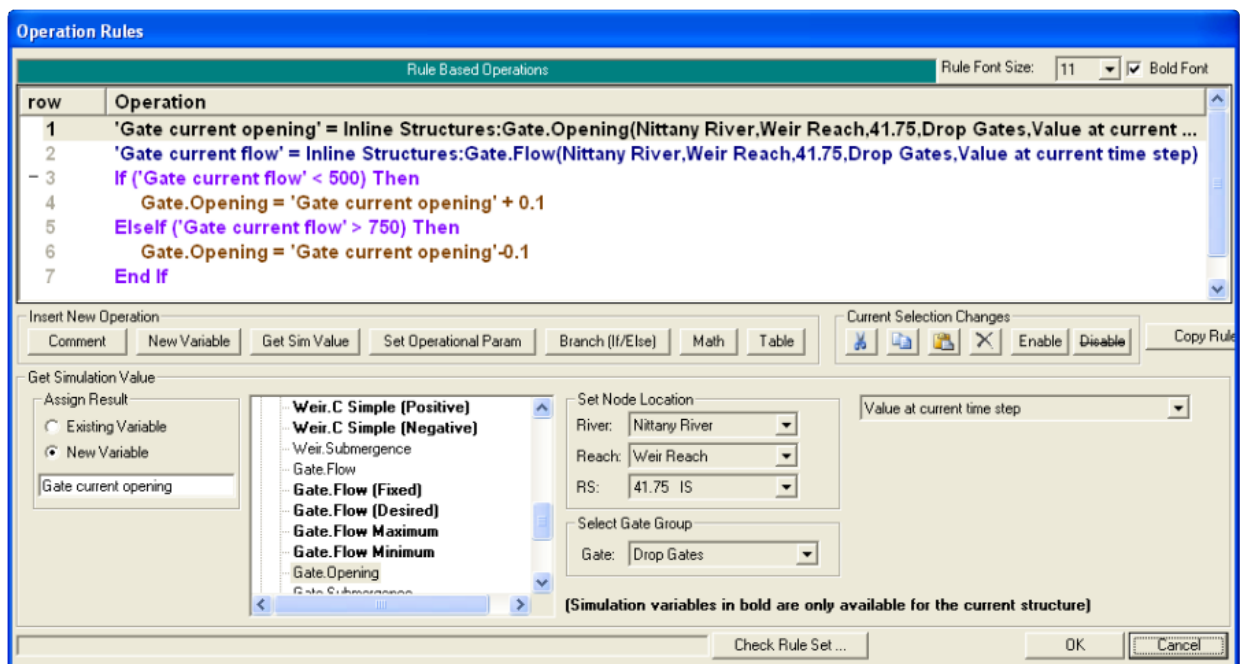 Operation Rules
Rule Based Operations
Rule Font Size: 11 Bold Font
row Operation
1 'Gate current opening' = Inline Structures:Gate.Opening(Nittany River,Weir Reach,41.75,Drop Gates,Value at current ...
2 'Gate current flow' = Inline Structures:Gate.Flow(Nittany River,Weir Reach,41.75,Drop Gates,Value at current time step)
- 3 If ('Gate current flow' < 500) Then
4 Gate.Opening = 'Gate current opening' + 0.1
5 ElseIf ('Gate current flow' > 750) Then
6 Gate.Opening = 'Gate current opening'-0.1
7 End If
Insert New Operation
Comment New Variable Get Sim Value Set Operational Param Branch (If/Else) Math Table
Current Selection Changes
Enable Disable
Copy Rule
Get Simulation Value
Assign Result
Existing Variable
New Variable
Gate current opening
Weir.C Simple (Positive)
Weir.C Simple (Negative)
Weir.Submergence
Gate.Flow
Gate.Flow (Fixed)
Gate.Flow (Desired)
Gate.Flow Maximum
Gate.Flow Minimum
Gate.Opening
Gate.Submergence
Set Node Location
River: Nittany River
Reach: Weir Reach
RS: 41.75 IS
Select Gate Group
Gate: Drop Gates
Value at current time step
(Simulation variables in bold are only available for the current structure)
Check Rule Set ...
OK
Cancel